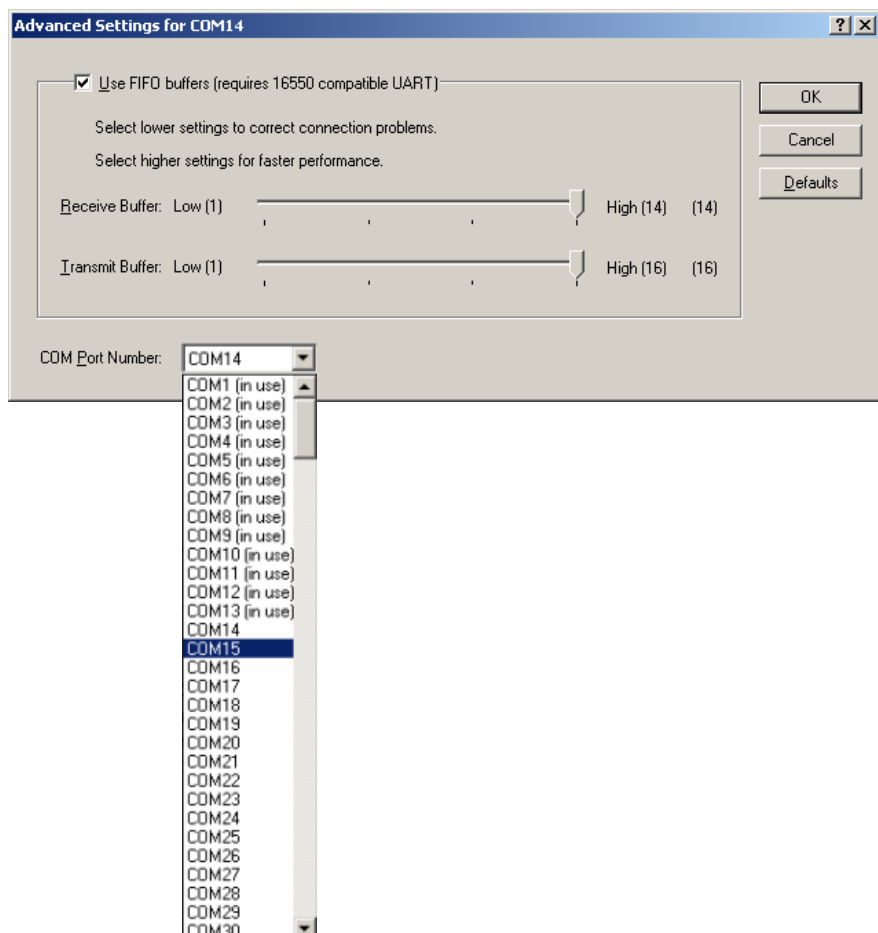 Advanced Settings for COM14
Use FIFO buffers (requires 16550 compatible UART)
OK
Select lower settings to correct connection problems.
Cancel
Select higher settings for faster performance.
Defaults
Receive Buffer: Low (1) High (14) (14)
Transmit Buffer: Low (1) High (16) (16)
COM Port Number: COM14
COM1 (in use)
COM2 (in use)
COM3 (in use)
COM4 (in use)
COM5 (in use)
COM6 (in use)
COM7 (in use)
COM8 (in use)
COM9 (in use)
COM10 (in use)
COM11 (in use)
COM12 (in use)
COM13 (in use)
COM14
COM15
COM16
COM17
COM18
COM19
COM20
COM21
COM22
COM23
COM24
COM25
COM26
COM27
COM28
COM29
COM30